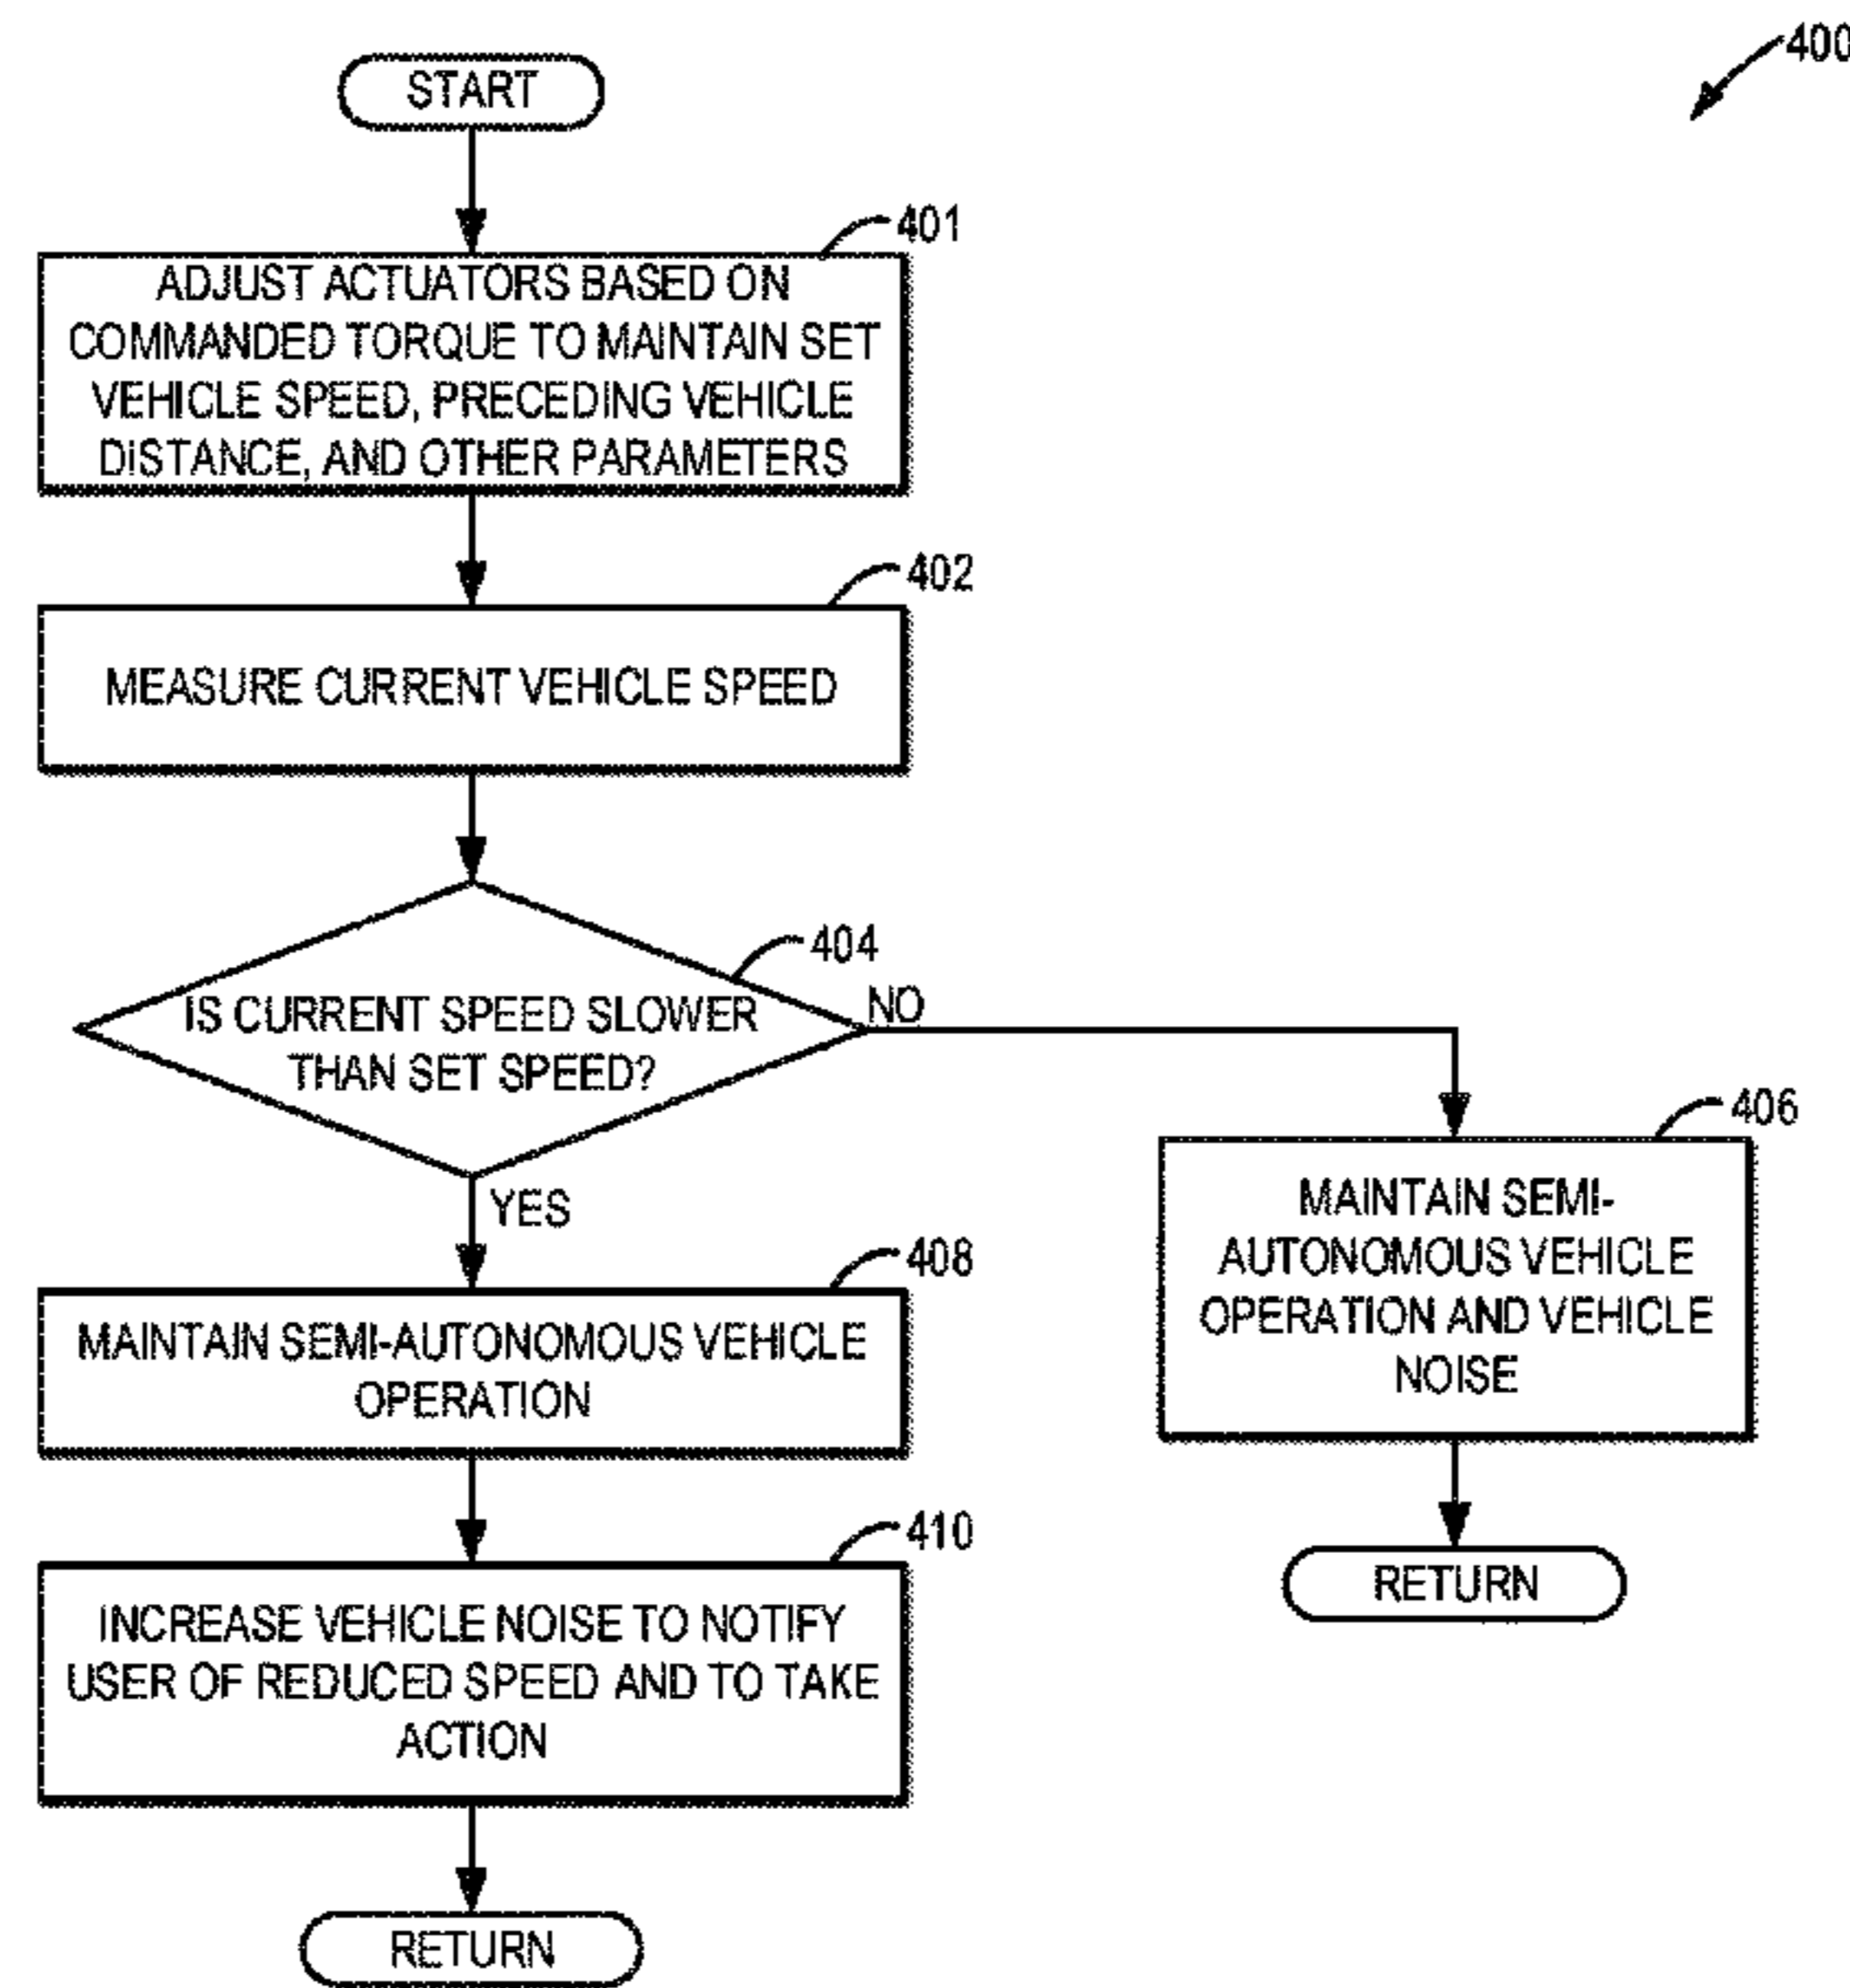 400
START
401
ADJUST ACTUATORS BASED ON
COMMANDED TORQUE TO MAINTAIN SET
VEHICLE SPEED, PRECEDING VEHICLE
DISTANCE, AND OTHER PARAMETERS
402
MEASURE CURRENT VEHICLE SPEED
404
IS CURRENT SPEED SLOWER
THAN SET SPEED?
NO
YES
406
MAINTAIN SEMI-
AUTONOMOUS VEHICLE
OPERATION AND VEHICLE
NOISE
RETURN
408
MAINTAIN SEMI-AUTONOMOUS VEHICLE
OPERATION
410
INCREASE VEHICLE NOISE TO NOTIFY
USER OF REDUCED SPEED AND TO TAKE
ACTION
RETURN